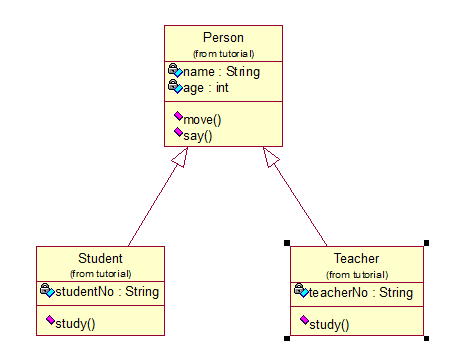 Person
(from tutorial)
name : String
age : int
move()
say()
Student
(from tutorial)
studentNo : String
study()
Teacher
(from tutorial)
teacherNo : String
study()